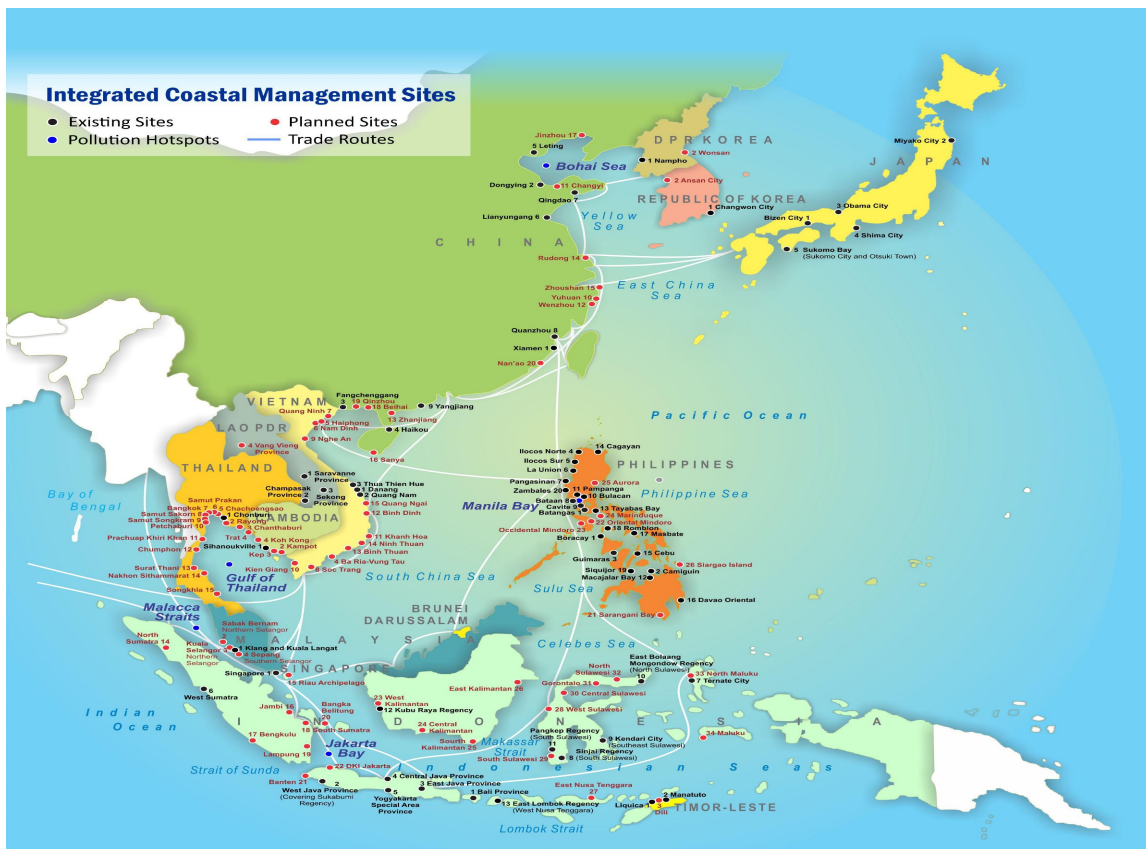 Integrated Coastal Management Sites
Existing Sites
Planned Sites
Pollution Hotspots
Trade Routes
Jinzhou 17
5 Leting
Bohai Sea
Dongying 2
11 Changyi
Qingdao 7
Lianyungang 6
Yellow
Sea
CHINA
Rudong 14
Zhoushan 15
Yuhuan 10
Wenzhou 12
East China
Sea
Quanzhou 8
Xiamen 1
Nan'ao 20
DPR KOREA
2 Wonsan
1 Nampho
2 Ansan City
REPUBLIC OF KOREA
1 Changwon City
JAPAN
Miyako City 2
3 Obama City
Bizen City 1
4 Shima City
5 Sukomo Bay
(Sukomo City and Otsuki Town)
Pacific Ocean
Fangchenggang
3
19 Qinzhou
18 Beihai
9 Yangjiang
13 Zhanjiang
4 Haikou
16 Sanya
VIETNAM
Quang Ninh 7
5 Haiphong
6 Nam Dinh
9 Nghe An
LAO PDR
4 Vang Vieng
Province
THAILAND
1 Saravanne
Province
Champasak
Province 2
3
Sekong
Province
3 Thua Thien Hue
1 Danang
2 Quang Nam
15 Quang Ngai
12 Binh Dinh
11 Khanh Hoa
14 Ninh Thuan
13 Binh Thuan
4 Ba Ria-Vung Tau
8 Soc Trang
Kien Giang 10
Bay of
Bengal
Samut Prakan
6
Bangkok 7
5 Chachoengsao
Samut Sakorn 8
1 Chonburi
Samut Songkram 9
2 Rayong
Petchaburi 10
3 Chanthaburi
CAMBODIA
Trat 4
4 Koh Kong
Prachuap Khiri Khan 11
Sihanoukville 1
2 Kampot
Kep 3
Chumphon 12
Surat Thani 13
Nakhon Sithammarat 14
Songkhla 15
Gulf of
Thailand
South China Sea
Malacca
Straits
PHILIPPINES
14 Cagayan
Ilocos Norte 4
Ilocos Sur 5
La Union 6
Pangasinan 7
25 Aurora
Zambales 20
11 Pampanga
10 Bulacan
Bataan 8
Manila Bay
Cavite 9
Batangas 1
13 Tayabas Bay
24 Marinduque
22 Oriental Mindoro
Occidental Mindoro 23
18 Romblon
17 Masbate
Boracay 1
Philippine Sea
Guimaras 3
15 Cebu
26 Siargao Island
Siquijor 19
2 Camiguin
Macajalar Bay 12
16 Davao Oriental
21 Sarangani Bay
Sulu Sea
Celebes Sea
BRUNEI
DARUSSALAM
MALAYSIA
Sabak Bernam
Northern Selangor
Kuala
Selangor 3
Northern
Selangor
1 Klang and Kuala Langat
4 Sepang
Southern Selangor
SINGAPORE
Singapore 1
North
Sumatra 14
15 Riau Archipelago
6
West Sumatra
Indian
Ocean
INDONESIA
Jambi 16
Bangka
Belitung
20
18 South Sumatra
17 Bengkulu
Lampung 19
Jakarta
Bay
22 DKI Jakarta
Strait of Sunda
Banten 21
2
West Java Province
(Covering Sukabumi
Regency)
4 Central Java Province
3 East Java Province
5
Yogyakarta
Special Area
Province
1 Bali Province
13 East Lombok Regency
(West Nusa Tenggara)
Lombok Strait
23 West
Kalimantan
12 Kubu Raya Regency
24 Central
Kalimantan
South
Kalimantan 25
East Kalimantan 26
Makassar
Strait
North
Sulawesi 32
East Bolaang
Mongondow Regency
(North Sulawesi)
10
Gorontalo 31
30 Central Sulawesi
28 West Sulawesi
33 North Maluku
7 Ternate City
Pangkep Regency
(South Sulawesi)
11
9 Kendari City
(Southeast Sulawesi)
Sinjai Regency
8 (South Sulawesi)
South Sulawesi 29
34 Maluku
Indonesian Seas
East Nusa Tenggara
27
2 Manatuto
Liquica 1
3
Dili
TIMOR-LESTE